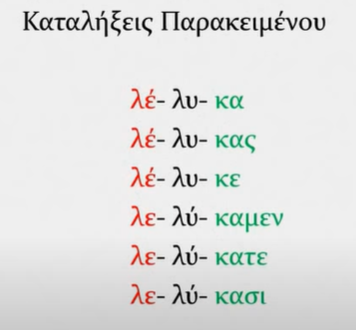 Καταλήξεις Παρακειμένου
λέ- λυ- κα
λέ- λυ- κας
λέ- λυ- κε
λε- λύ- καμεν
λε- λύ- κατε
λε- λύ- κασι